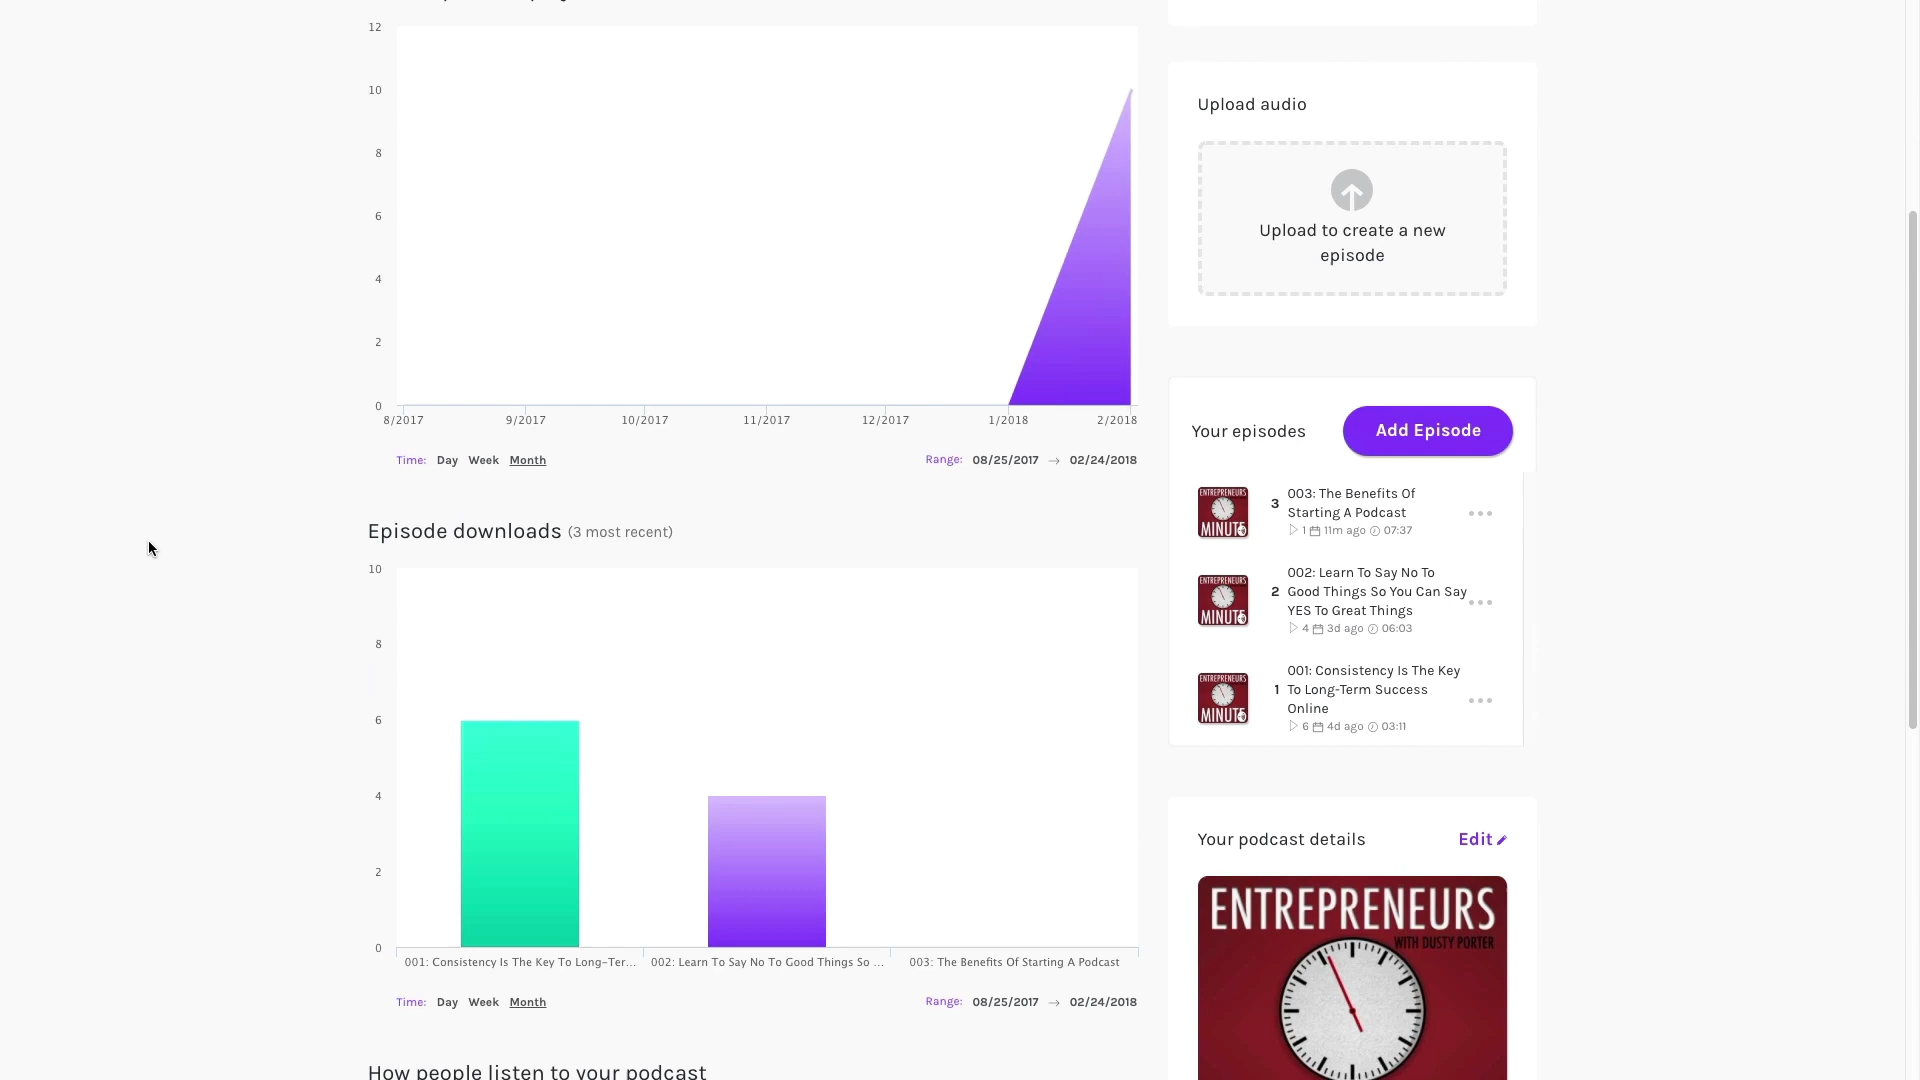 12
10
8
6
4
2
0
8/2017 9/2017 10/2017 11/2017 12/2017 1/2018 2/2018
Time: Day Week Month
Range: 08/25/2017 → 02/24/2018
Episode downloads (3 most recent)
10
8
6
4
2
0
001: Consistency Is The Key To Long-Ter... 002: Learn To Say No To Good Things So ... 003: The Benefits Of Starting A Podcast
Time: Day Week Month
Range: 08/25/2017 → 02/24/2018
How people listen to your podcast
Upload audio
Upload to create a new
episode
Your episodes
Add Episode
ENTREPRENEURS
MINUTE
3
003: The Benefits Of
Starting A Podcast
1 11m ago 07:37
ENTREPRENEURS
MINUTE
2
002: Learn To Say No To
Good Things So You Can Say
YES To Great Things
4 3d ago 06:03
ENTREPRENEURS
MINUTE
1
001: Consistency Is The Key
To Long-Term Success
Online
6 4d ago 03:11
Your podcast details
Edit
ENTREPRENEURS
WITH DUSTY PORTER